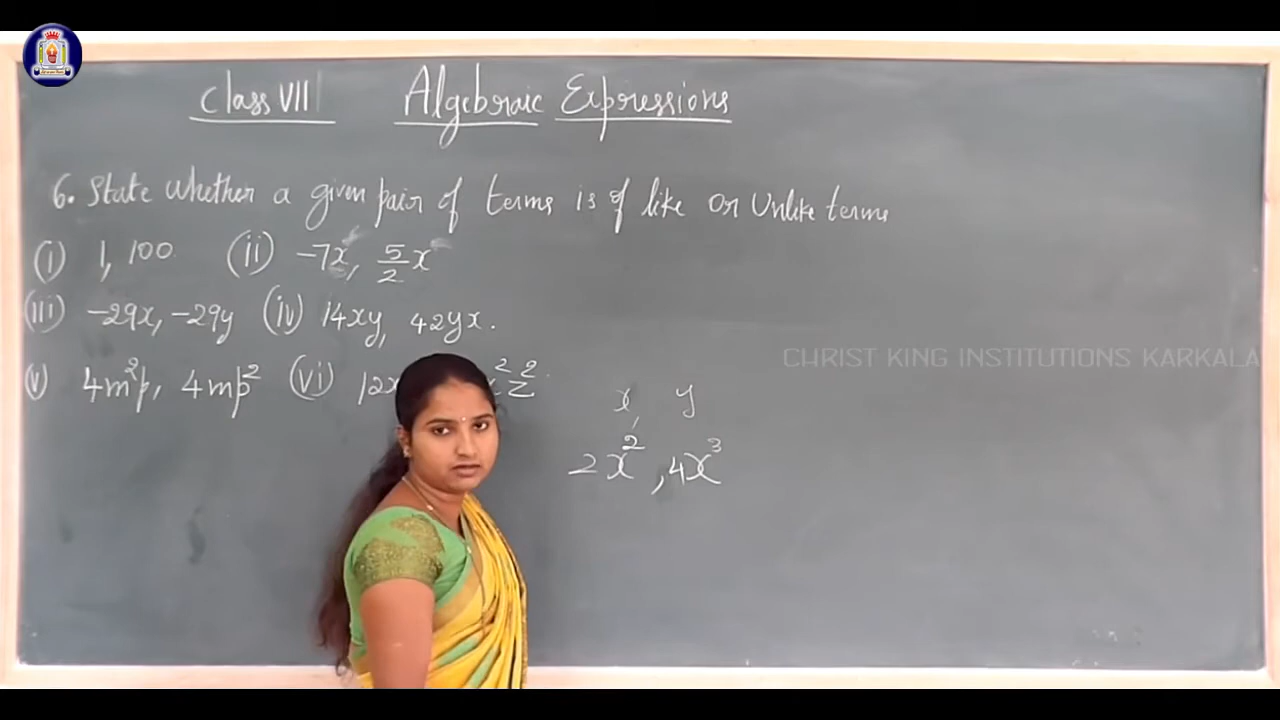 Class VII Algebraic Expressions
6. State whether a given pair of terms is of like or Unlike terms
(i) 1, 100 (ii) -7x, 5/2 x
(iii) -29x, -29y (iv) 14xy, 42yx.
(v) 4m²p, 4mp² (vi) 12x ²z²
x, y
2x², 4x³
CHRIST KING INSTITUTIONS KARKALA